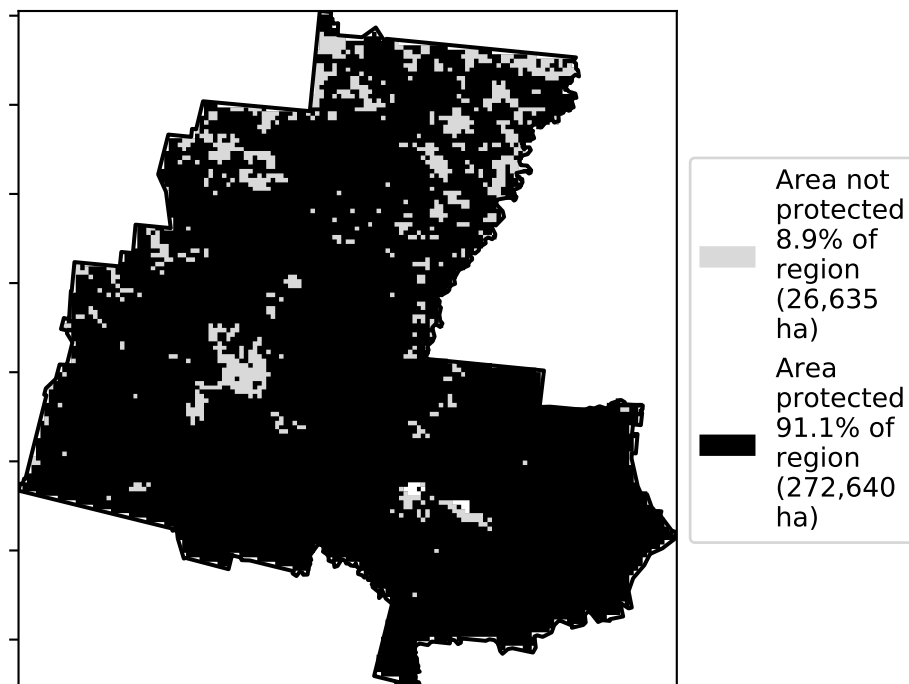 Area not
protected
8.9% of
region
(26,635
ha)
Area
protected
91.1% of
region
(272,640
ha)